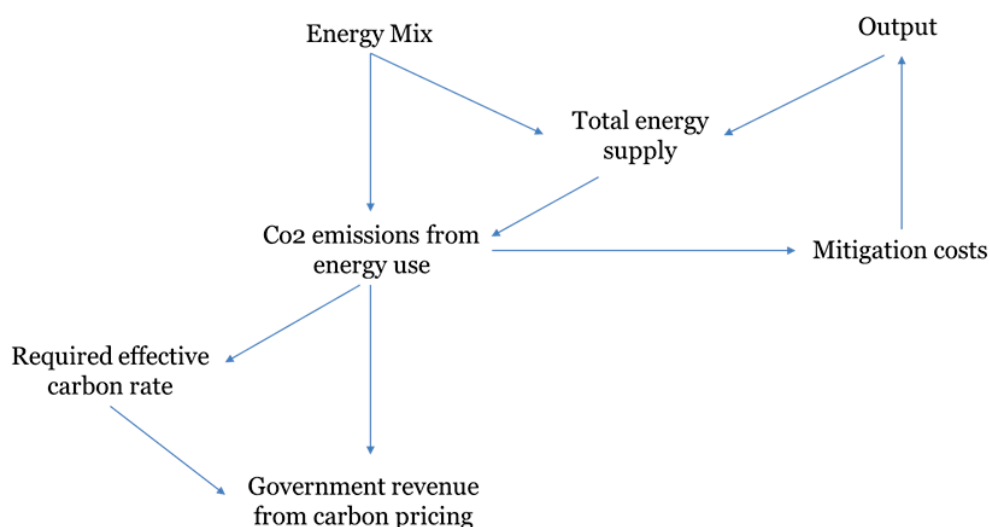 Energy Mix
Output
Total energy
supply
Co2 emissions from
energy use
Mitigation costs
Required effective
carbon rate
Government revenue
from carbon pricing